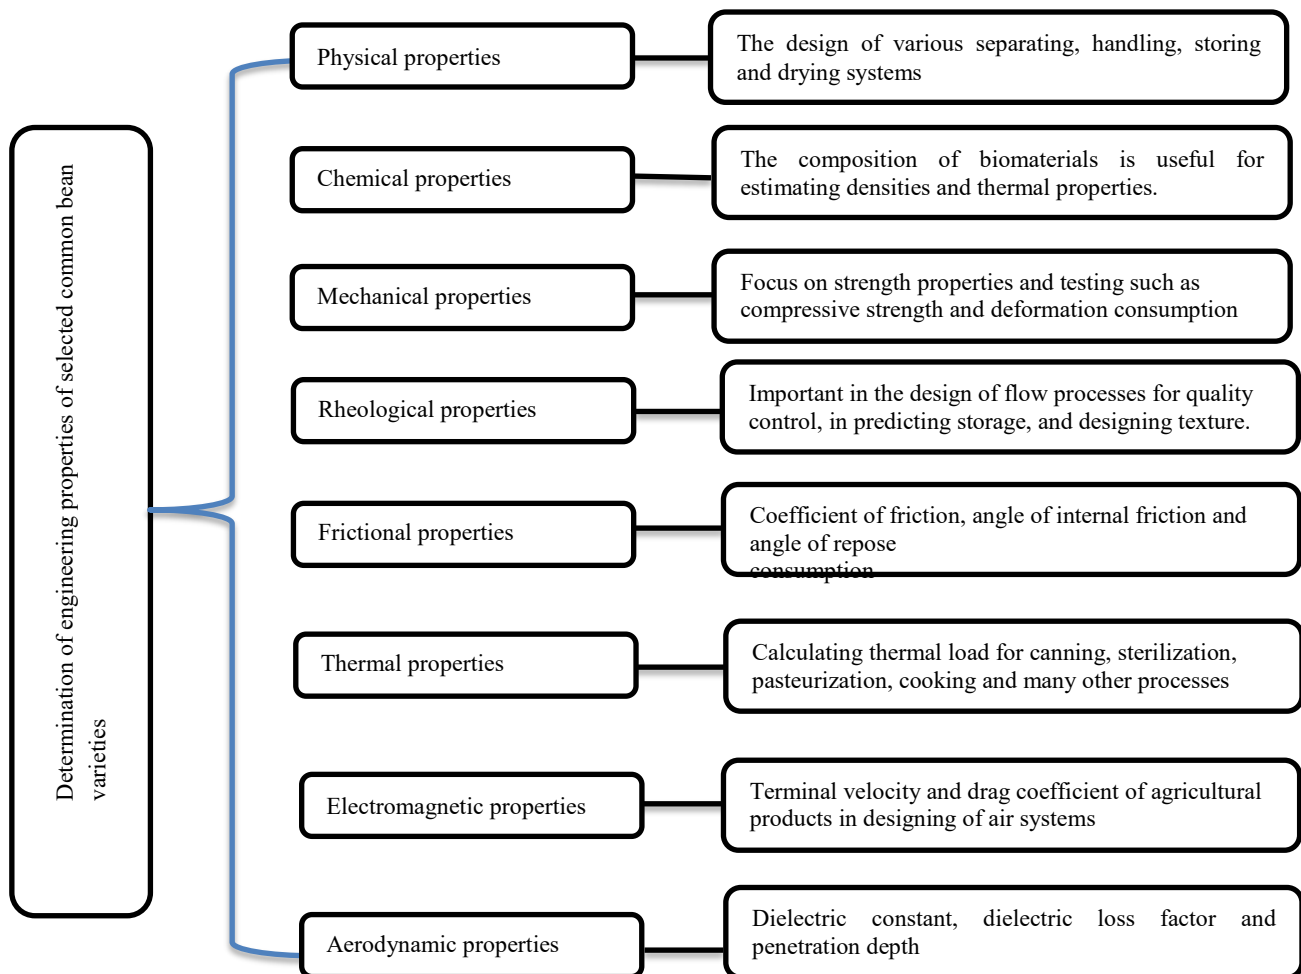 Determination of engineering properties of selected common bean
varieties
Physical properties
The design of various separating, handling, storing
and drying systems
Chemical properties
The composition of biomaterials is useful for
estimating densities and thermal properties.
Mechanical properties
Focus on strength properties and testing such as
compressive strength and deformation consumption
Rheological properties
Important in the design of flow processes for quality
control, in predicting storage, and designing texture.
Frictional properties
Coefficient of friction, angle of internal friction and
angle of repose
consumption
Thermal properties
Calculating thermal load for canning, sterilization,
pasteurization, cooking and many other processes
Electromagnetic properties
Terminal velocity and drag coefficient of agricultural
products in designing of air systems
Aerodynamic properties
Dielectric constant, dielectric loss factor and
penetration depth